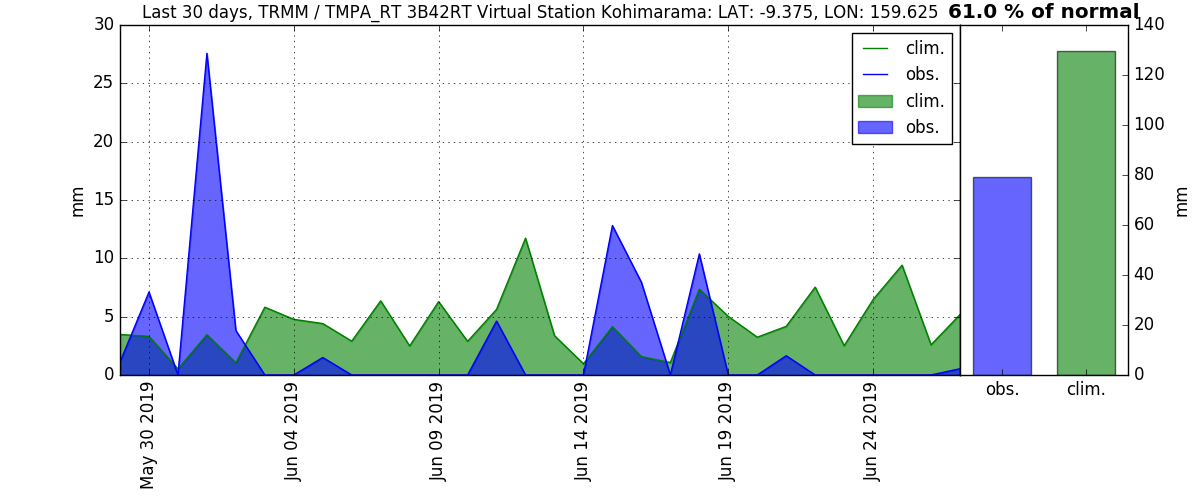 Last 30 days, TRMM / TMPA_RT 3B42RT Virtual Station Kohimarama: LAT: -9.375, LON: 159.625
61.0 % of normal
30
25
20
15
10
5
0
mm
clim.
obs.
clim.
obs.
May 30 2019
Jun 04 2019
Jun 09 2019
Jun 14 2019
Jun 19 2019
Jun 24 2019
140
120
100
80
60
40
20
0
mm
obs.
clim.